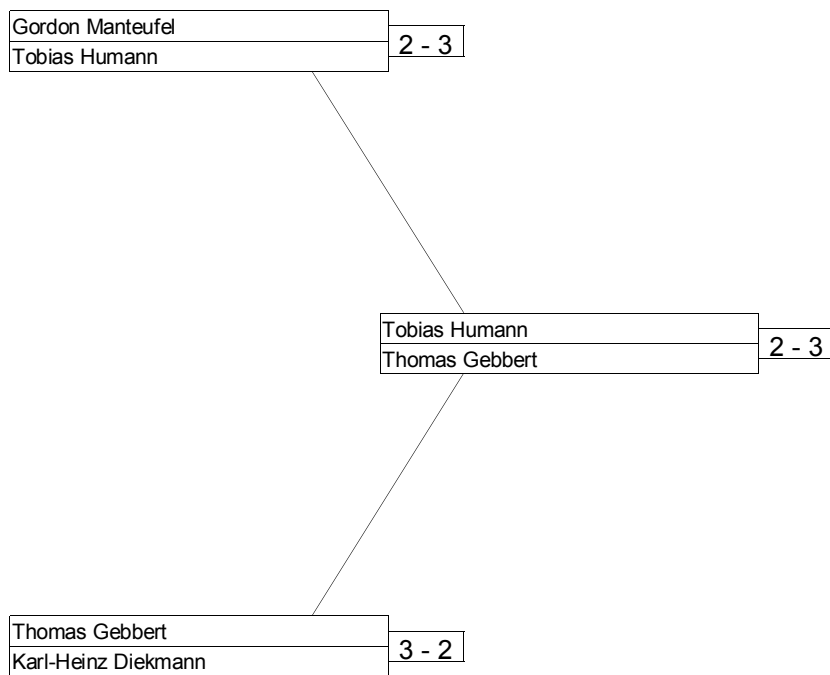 Gordon Manteufel
2 - 3
Tobias Humann
Tobias Humann
2 - 3
Thomas Gebbert
Thomas Gebbert
3 - 2
Karl-Heinz Diekmann